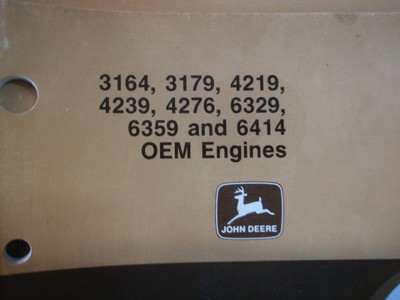 3164, 3179, 4219,
4239, 4276, 6329,
6359 and 6414
OEM Engines
JOHN DEERE